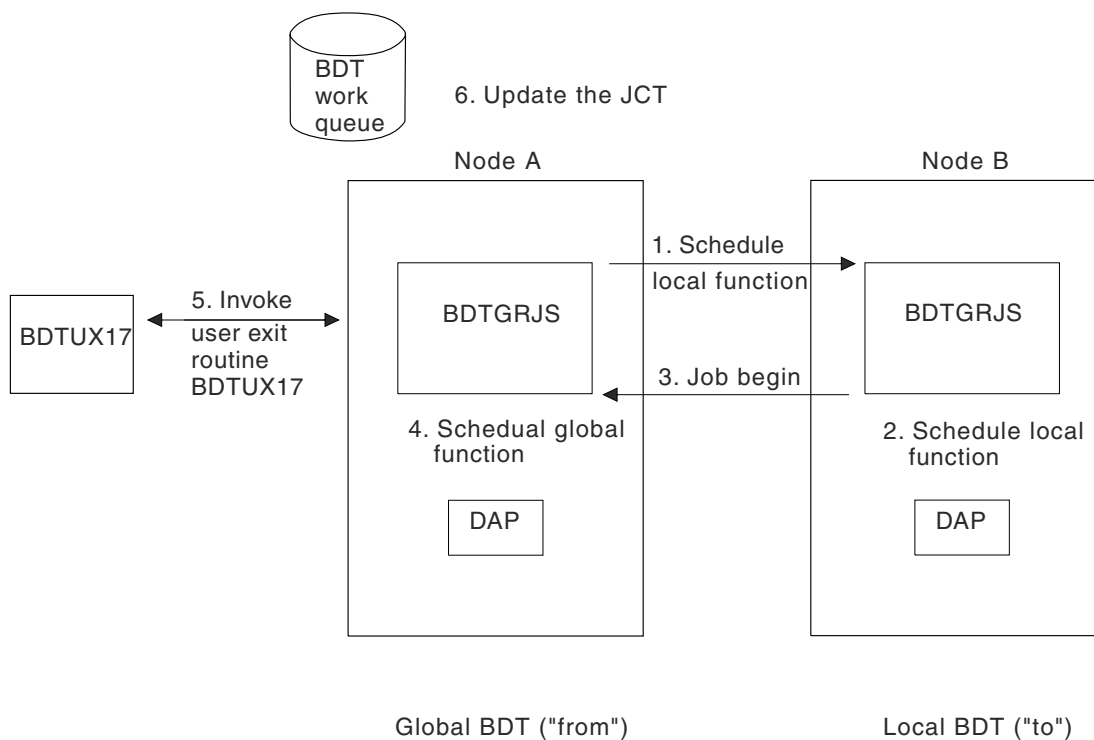 BDT
work
queue
6. Update the JCT
Node A
Node B
1. Schedule
local function
BDTGRJS
BDTGRJS
5. Invoke
user exit
routine
BDTUX17
BDTUX17
3. Job begin
4. Schedual global
function
2. Schedule local
function
DAP
DAP
Global BDT ("from")
Local BDT ("to")